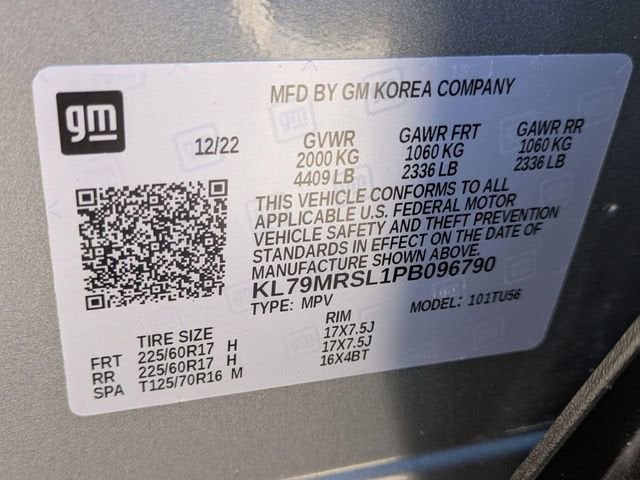 gm
MFD BY GM KOREA COMPANY
12/22
GVWR GAWR FRT GAWR RR
2000 KG 1060 KG 1060 KG
4409 LB 2336 LB 2336 LB
THIS VEHICLE CONFORMS TO ALL
APPLICABLE U.S. FEDERAL MOTOR
VEHICLE SAFETY AND THEFT PREVENTION
STANDARDS IN EFFECT ON THE DATE OF
MANUFACTURE SHOWN ABOVE.
KL79MRSL1PB096790
TYPE: MPV MODEL: 101TU56
TIRE SIZE RIM
FRT 225/60R17 H 17X7.5J
RR 225/60R17 H 17X7.5J
SPA T125/70R16 M 16X4BT